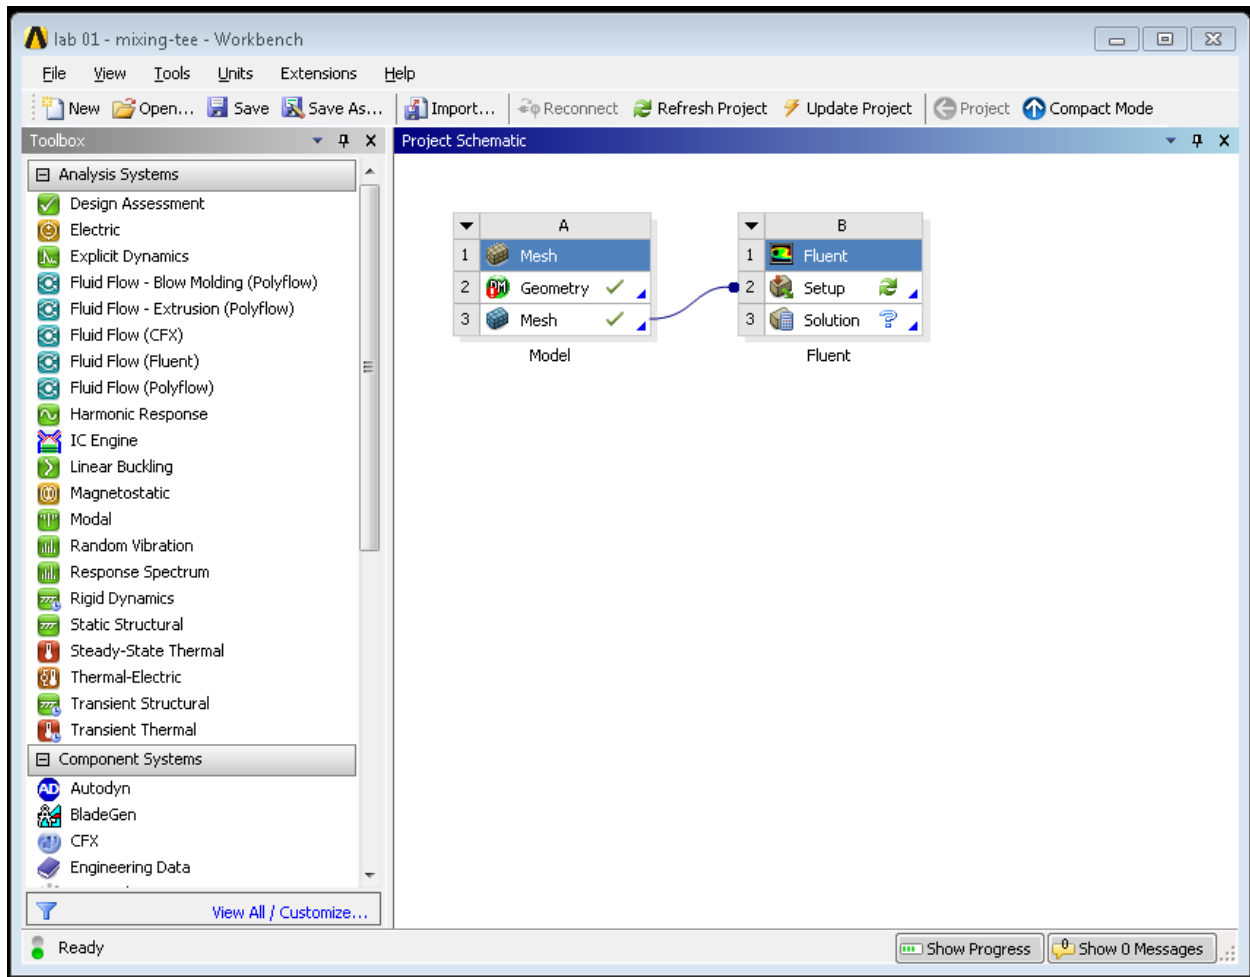 lab 01 - mixing-tee - Workbench
File View Tools Units Extensions Help
New Open... Save Save As... Import... Reconnect Refresh Project Update Project Project Compact Mode
Toolbox
Analysis Systems
Design Assessment
Electric
Explicit Dynamics
Fluid Flow - Blow Molding (Polyflow)
Fluid Flow - Extrusion (Polyflow)
Fluid Flow (CFX)
Fluid Flow (Fluent)
Fluid Flow (Polyflow)
Harmonic Response
IC Engine
Linear Buckling
Magnetostatic
Modal
Random Vibration
Response Spectrum
Rigid Dynamics
Static Structural
Steady-State Thermal
Thermal-Electric
Transient Structural
Transient Thermal
Component Systems
Autodyn
BladeGen
CFX
Engineering Data
View All / Customize...
Project Schematic
A
1 Mesh
2 Geometry
3 Mesh
Model
B
1 Fluent
2 Setup
3 Solution
Fluent
Ready
Show Progress
Show 0 Messages